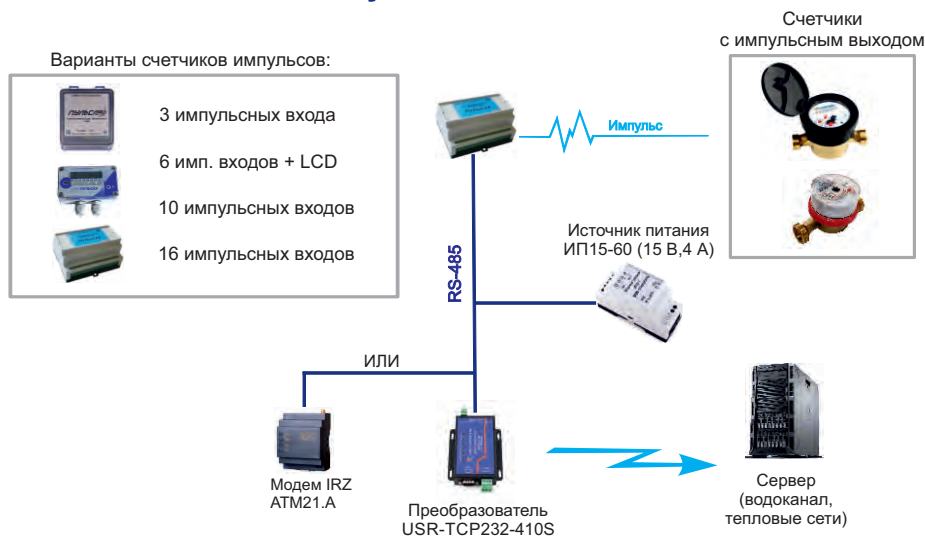 Счетчики
с импульсным выходом
Варианты счетчиков импульсов:
3 импульсных входа
6 имп. входов + LCD
10 импульсных входов
16 импульсных входов
Импульс
Источник питания
ИП15-60 (15 В,4 А)
RS-485
ИЛИ
Модем IRZ
ATM21.A
Преобразователь
USR-TCP232-410S
Сервер
(водоканал,
тепловые сети)